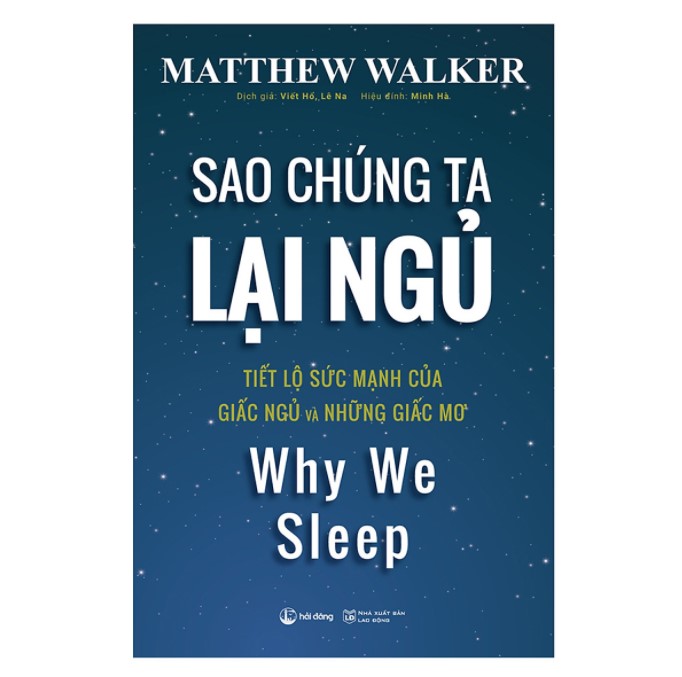 MATTHEW WALKER
Dịch giả: Viết Hổ, Lê Na Hiệu đính: Minh Hà.
SAO CHÚNG TA
LẠI NGỦ
TIẾT LỘ SỨC MẠNH CỦA
GIẤC NGỦ VÀ NHỮNG GIẤC MƠ
Why We
Sleep
hải đăng
LĐ NHÀ XUẤT BẢN
LAO ĐỘNG